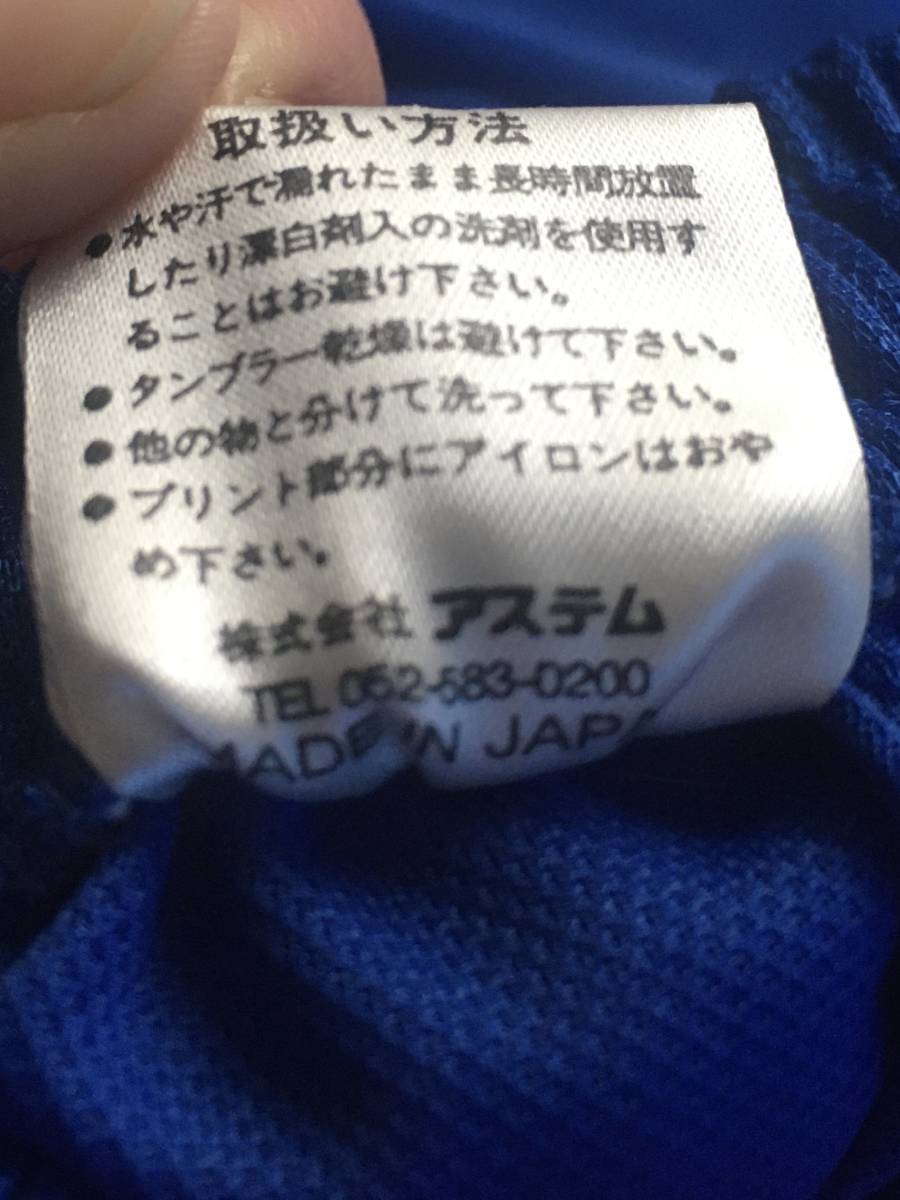 取扱い方法
●水や汗で濡れたまま長時間放置
したり漂白剤入の洗剤を使用す
ることはお避け下さい。
●タンブラー乾燥は避けて下さい。
●他の物と分けて洗って下さい。
●プリント部分にアイロンはおや
め下さい。
株式会社 アステム
TEL 052-583-0200
MADE IN JAPA